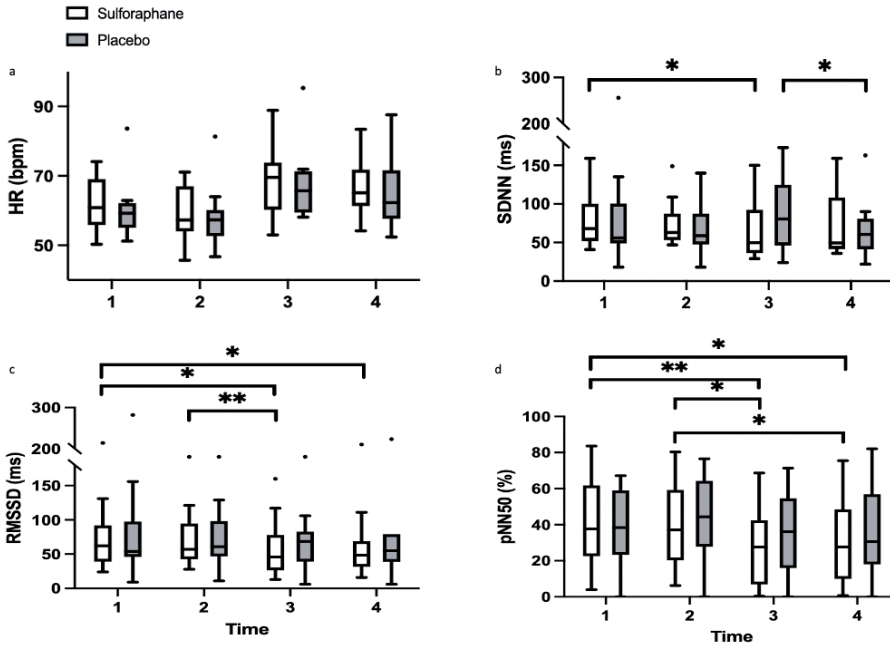 Sulforaphane
Placebo
a
HR (bpm)
90
70
50
1 2 3 4
b
SDNN (ms)
300
200
150
100
50
0
* *
1 2 3 4
c
RMSSD (ms)
300
200
150
100
50
0
*
*
**
1 2 3 4
Time
d
pNN50 (%)
100
80
60
40
20
0
*
**
*
*
1 2 3 4
Time